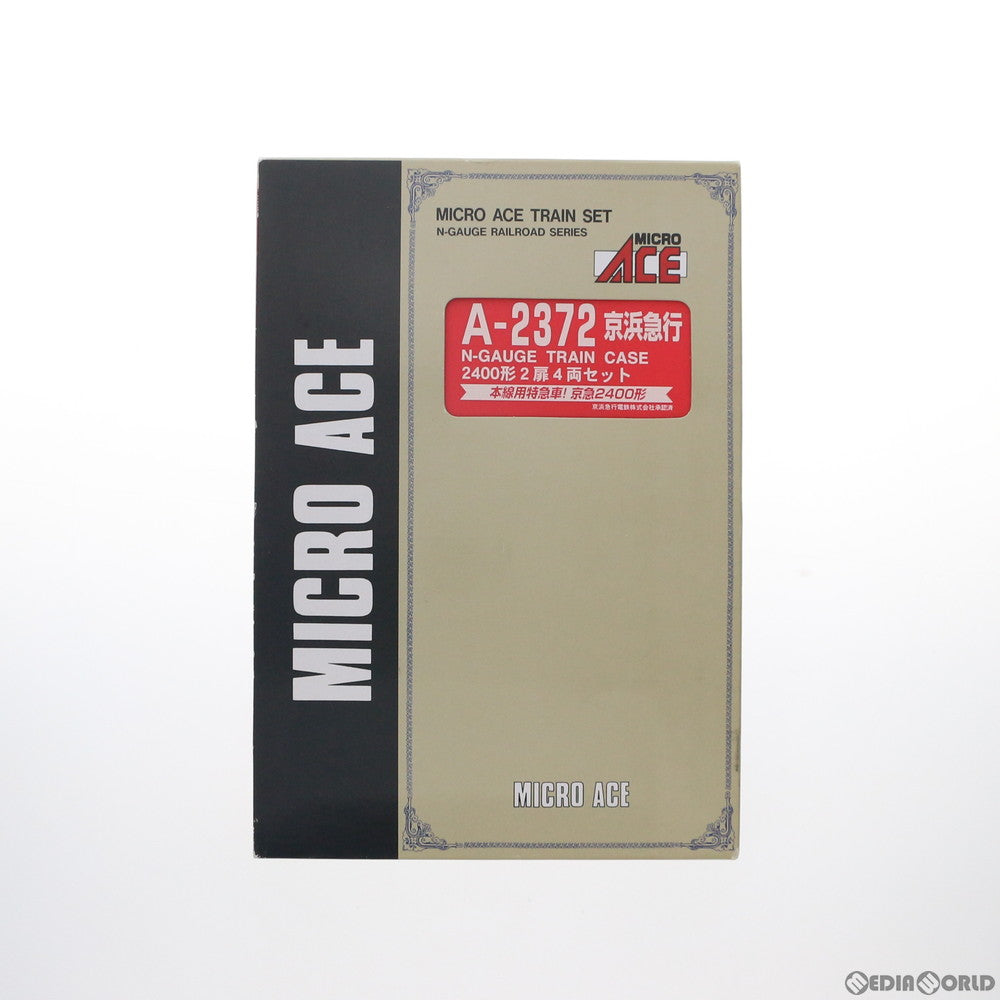 MICRO ACE
MICRO ACE TRAIN SET
N-GAUGE RAILROAD SERIES
MICRO
ACE
A-2372 京浜急行
N-GAUGE TRAIN CASE
2400形2扉4両セット
本線用特急車!京急2400形
京浜急行電鉄株式会社承認済
MICRO ACE
MEDIAWORLD